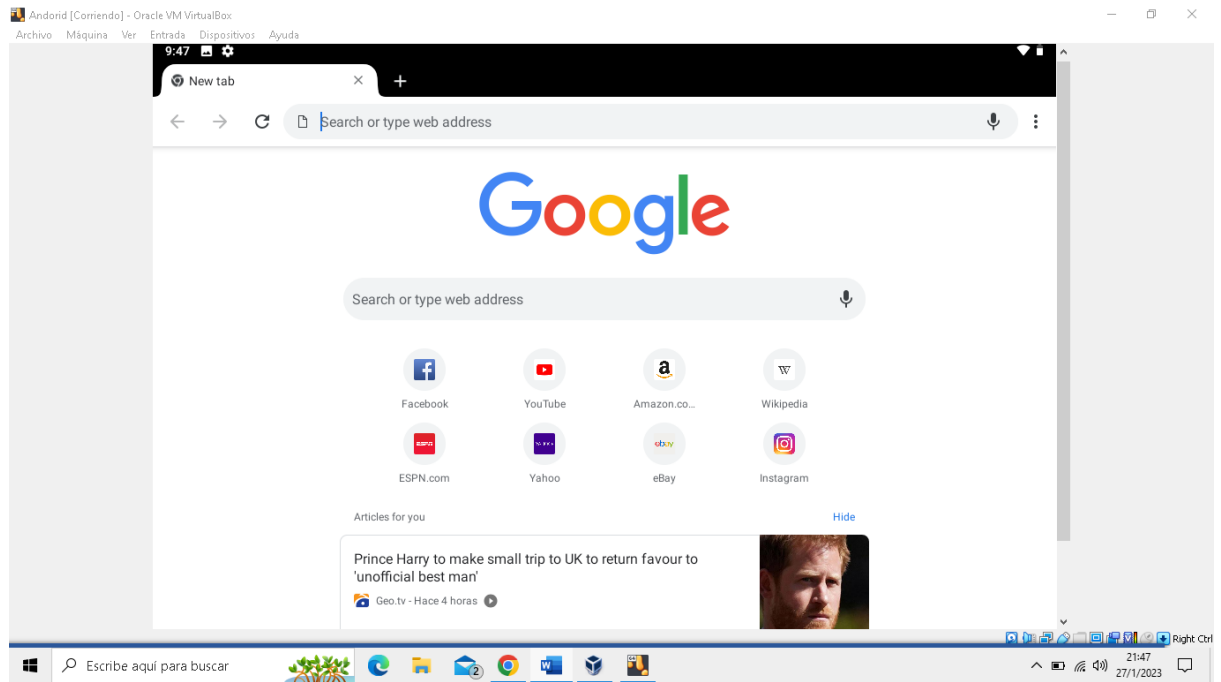 Andorid [Corriendo] - Oracle VM VirtualBox
Archivo Máquina Ver Entrada Dispositivos Ayuda
9:47
New tab
Search or type web address
Google
Search or type web address
Facebook YouTube Amazon.co... Wikipedia
ESPN.com Yahoo eBay Instagram
Articles for you Hide
Prince Harry to make small trip to UK to return favour to
'unofficial best man'
Geo.tv - Hace 4 horas
Right Ctrl
Escribe aquí para buscar
2
21:47
27/1/2023